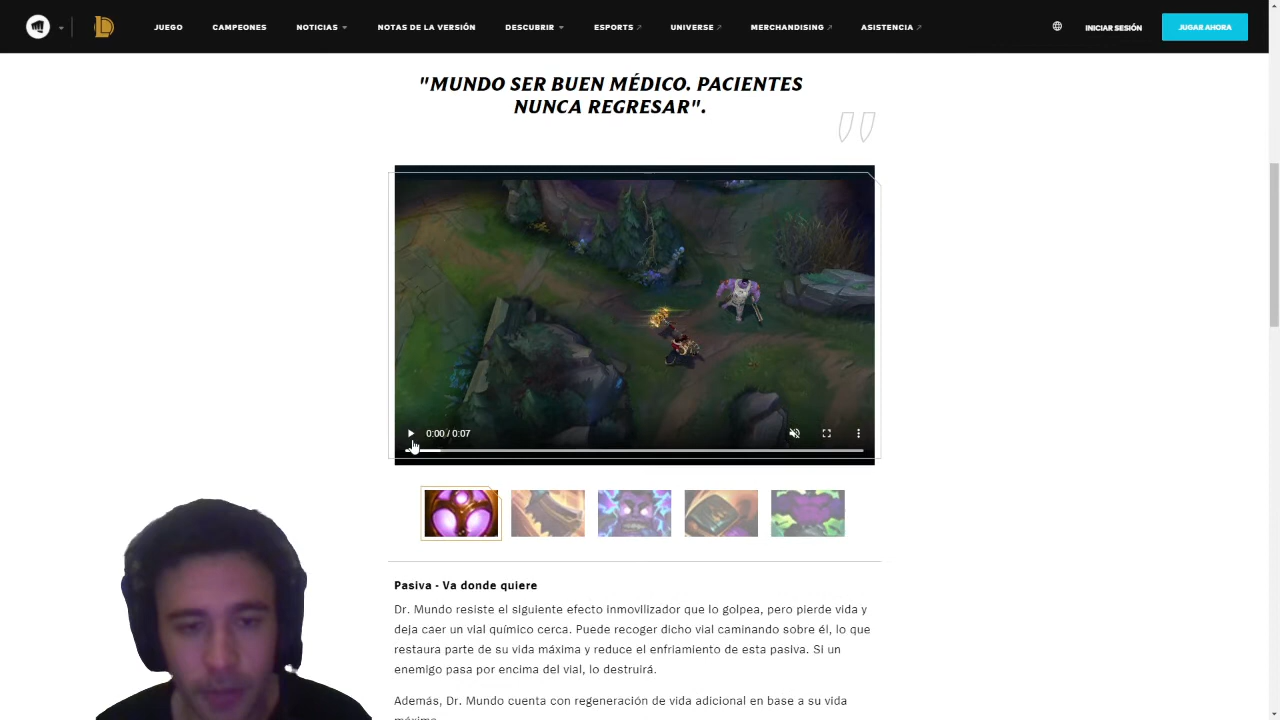 JUEGO
CAMPEONES
NOTICIAS
NOTAS DE LA VERSIÓN
DESCUBRIR
ESPORTS
UNIVERSE
MERCHANDISING
ASISTENCIA
INICIAR SESIÓN
JUGAR AHORA
"MUNDO SER BUEN MÉDICO. PACIENTES
NUNCA REGRESAR".
0:00 / 0:07
Pasiva - Va donde quiere
Dr. Mundo resiste el siguiente efecto inmovilizador que lo golpea, pero pierde vida y
deja caer un vial químico cerca. Puede recoger dicho vial caminando sobre él, lo que
restaura parte de su vida máxima y reduce el enfriamiento de esta pasiva. Si un
enemigo pasa por encima del vial, lo destruirá.
Además, Dr. Mundo cuenta con regeneración de vida adicional en base a su vida
máxima